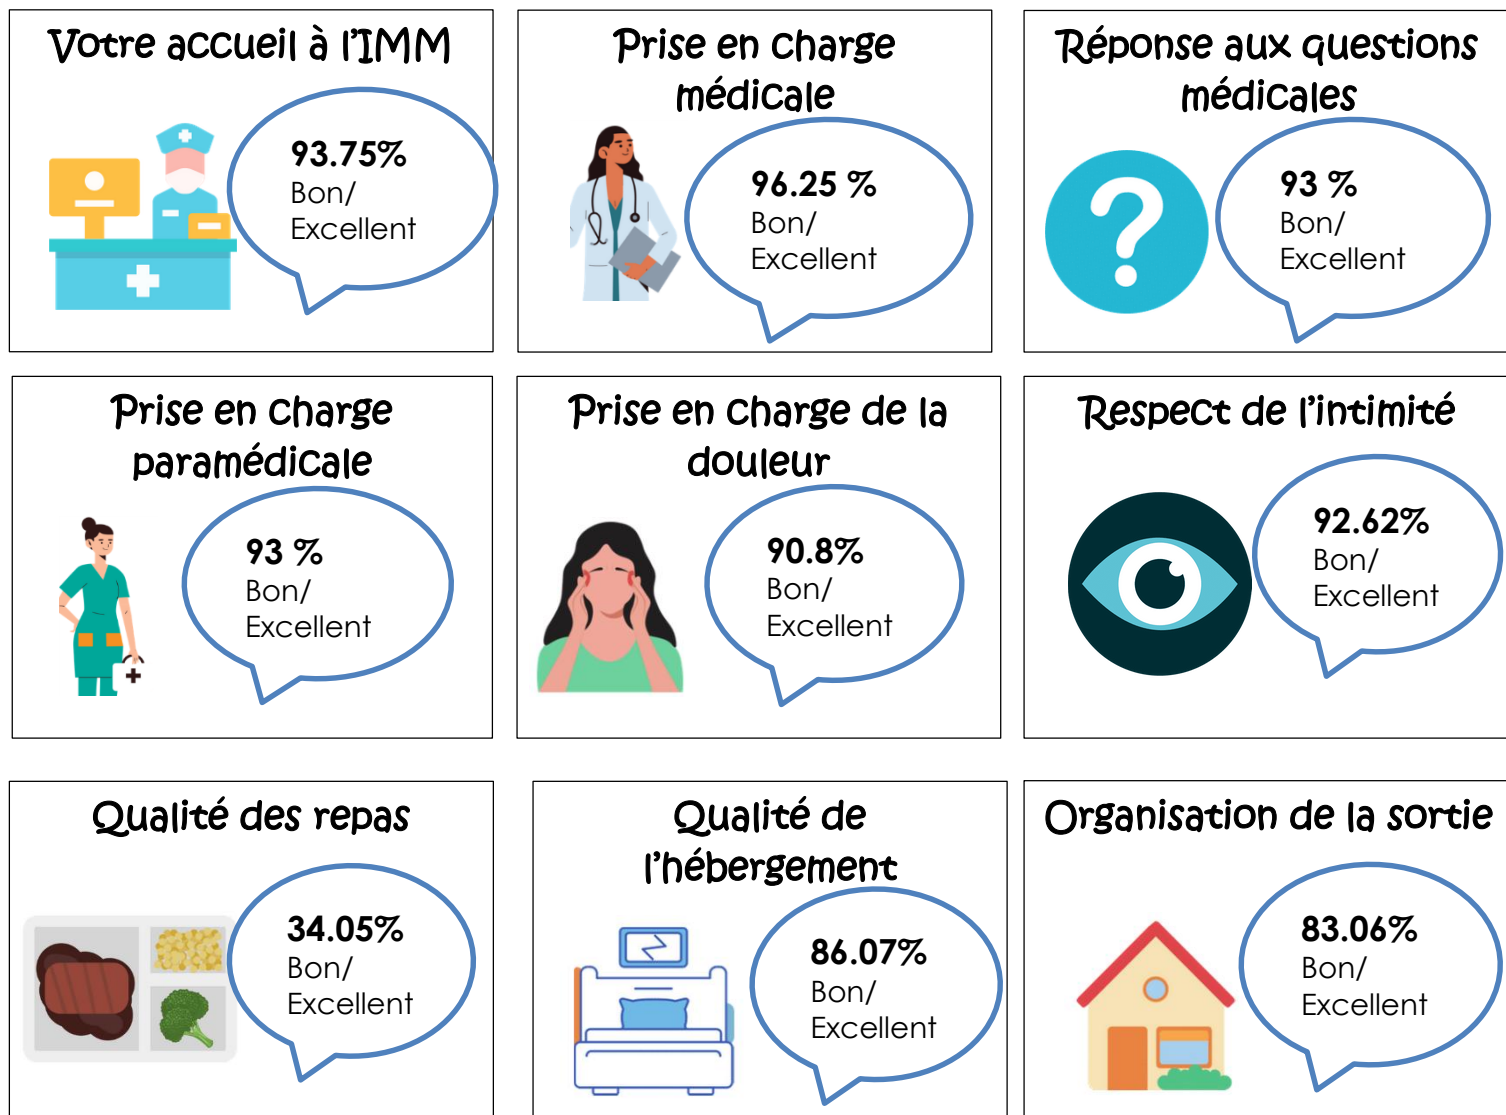 Votre accueil à l'IMM
93.75%
Bon/
Excellent
Prise en charge
médicale
96.25 %
Bon/
Excellent
Réponse aux questions
médicales
93 %
Bon/
Excellent
Prise en charge
paramédicale
93 %
Bon/
Excellent
Prise en charge de la
douleur
90.8%
Bon/
Excellent
Respect de l'intimité
92.62%
Bon/
Excellent
Qualité des repas
34.05%
Bon/
Excellent
Qualité de
l'hébergement
86.07%
Bon/
Excellent
Organisation de la sortie
83.06%
Bon/
Excellent